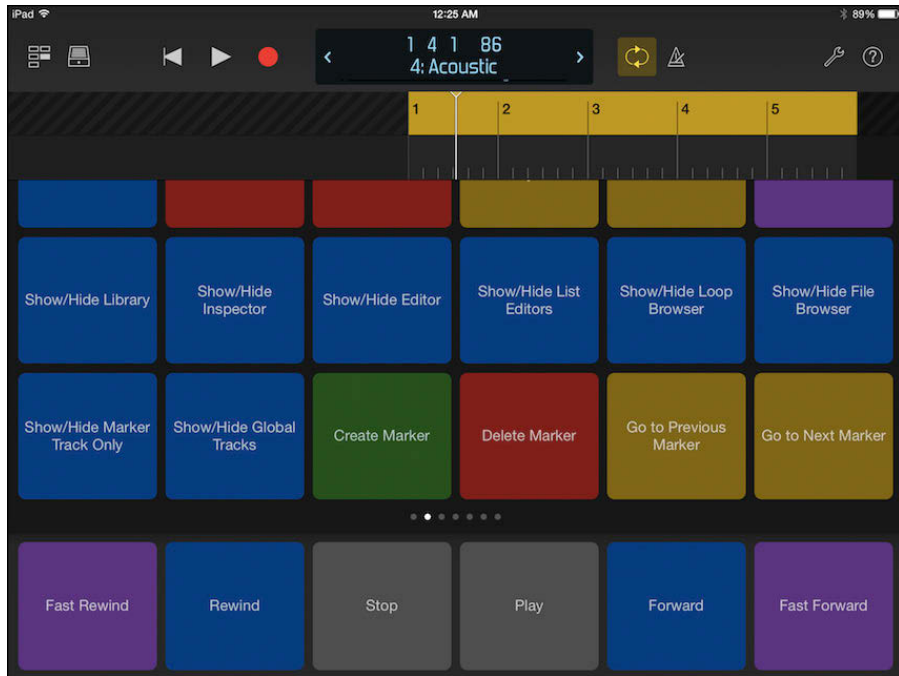 iPad 12:25 AM 89%
1 4 1 86
4: Acoustic
1 2 3 4 5
Show/Hide Library
Show/Hide
Inspector
Show/Hide Editor
Show/Hide List
Editors
Show/Hide Loop
Browser
Show/Hide File
Browser
Show/Hide Marker
Track Only
Show/Hide Global
Tracks
Create Marker
Delete Marker
Go to Previous
Marker
Go to Next Marker
Fast Rewind
Rewind
Stop
Play
Forward
Fast Forward